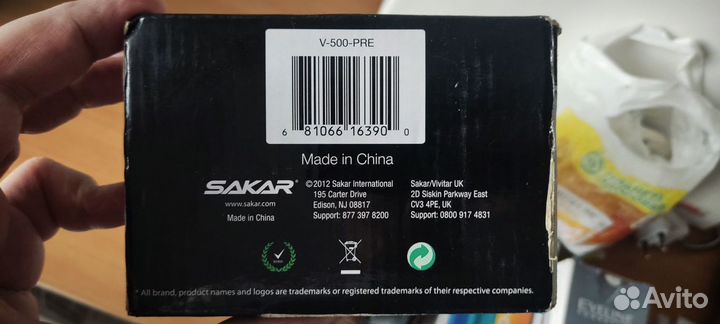 V-500-PRE
6 81066 16390 0
Made in China
SAKAR®
www.sakar.com
Made in China
©2012 Sakar International
195 Carter Drive
Edison, NJ 08817
Support: 877 397 8200
Sakar/Vivitar UK
2D Siskin Parkway East
CV3 4PE, UK
Support: 0800 917 4831
* All brand, product names and logos are trademarks or registered trademarks of their respective companies.
Avito